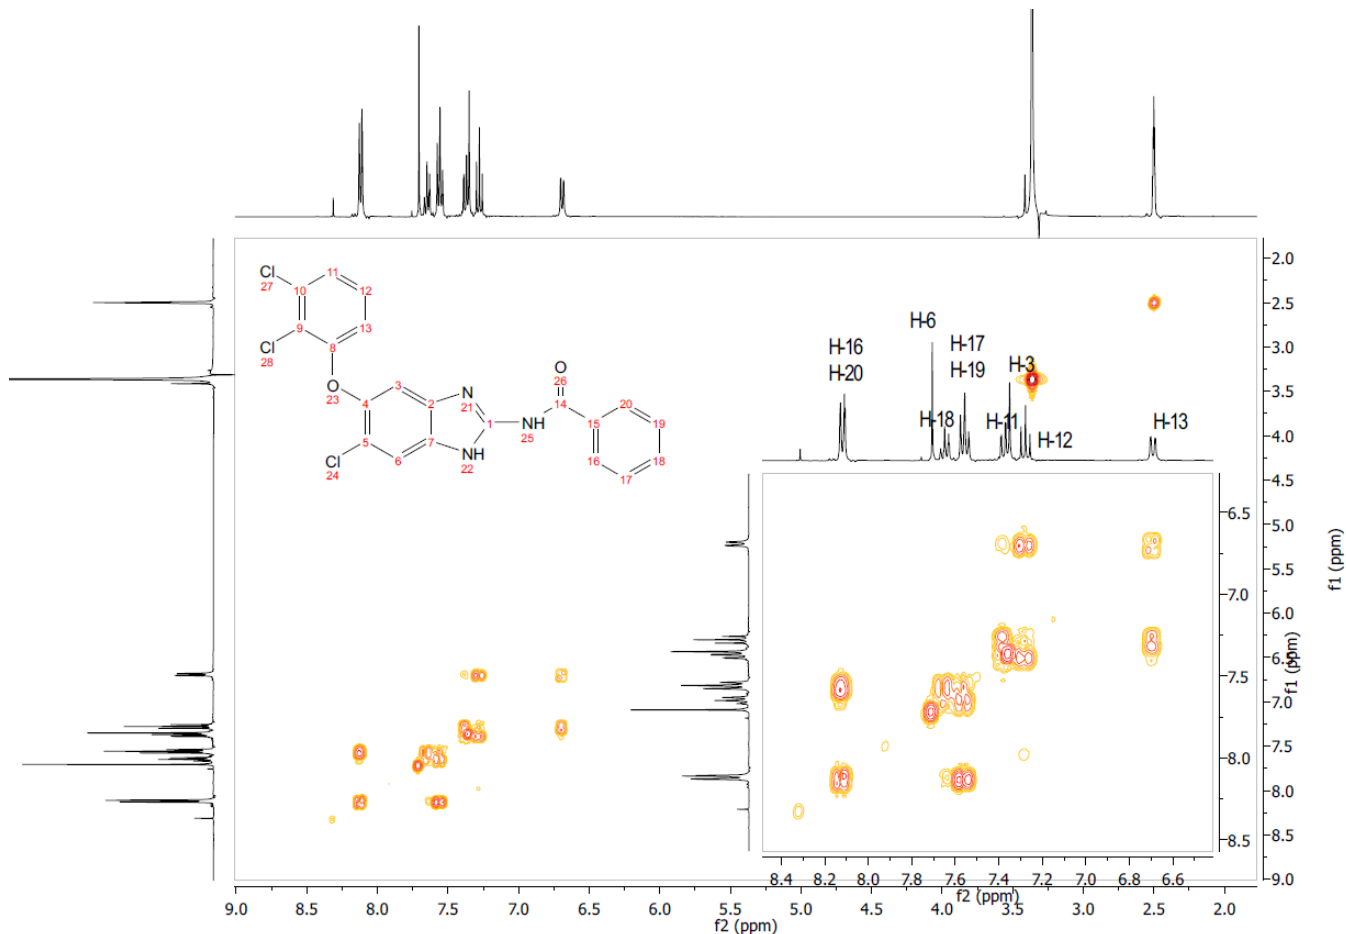 2.0
2.5
3.0
3.5
4.0
4.5
5.0
5.5
6.0
6.5
7.0
7.5
8.0
8.5
9.0
f1 (ppm)
Cl
27
11
10
12
9
13
Cl
28
8
O
23
3
4
2
N
21
5
7
1
Cl
24
6
NH
22
NH
25
O
26
14
15
20
19
16
18
17
H-16
H-20
H-6
H-18
H-17
H-19
H-11
H-3
H-12
H-13
6.5
7.0
7.5
8.0
8.5
f1 (ppm)
8.4 8.2 8.0 7.8 7.6 7.4 7.2 7.0 6.8 6.6
f2 (ppm)
9.0 8.5 8.0 7.5 7.0 6.5 6.0 5.5 5.0 4.5 4.0 3.5 3.0 2.5 2.0
f2 (ppm)